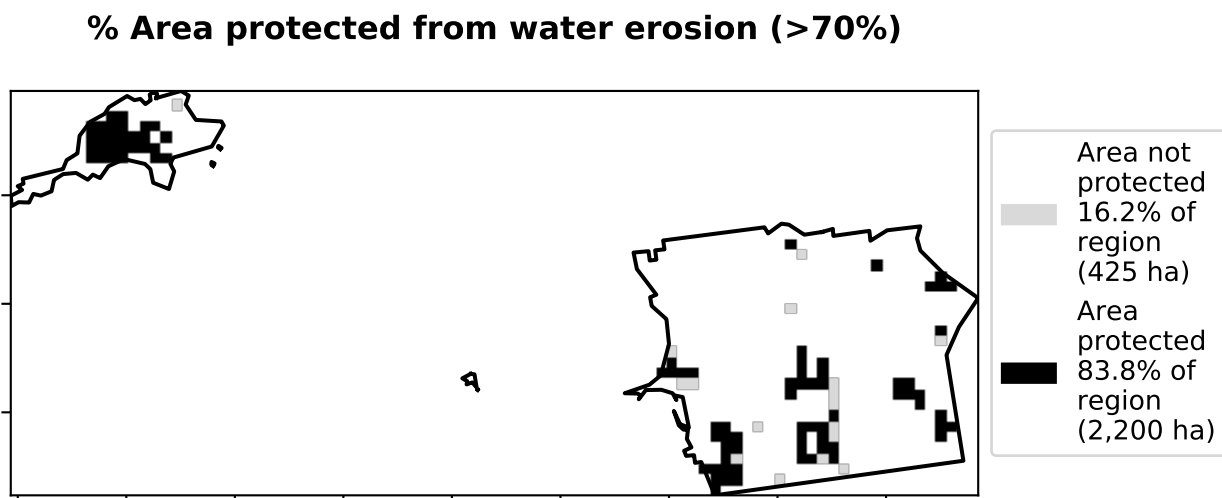 % Area protected from water erosion (>70%)
Area not
protected
16.2% of
region
(425 ha)
Area
protected
83.8% of
region
(2,200 ha)